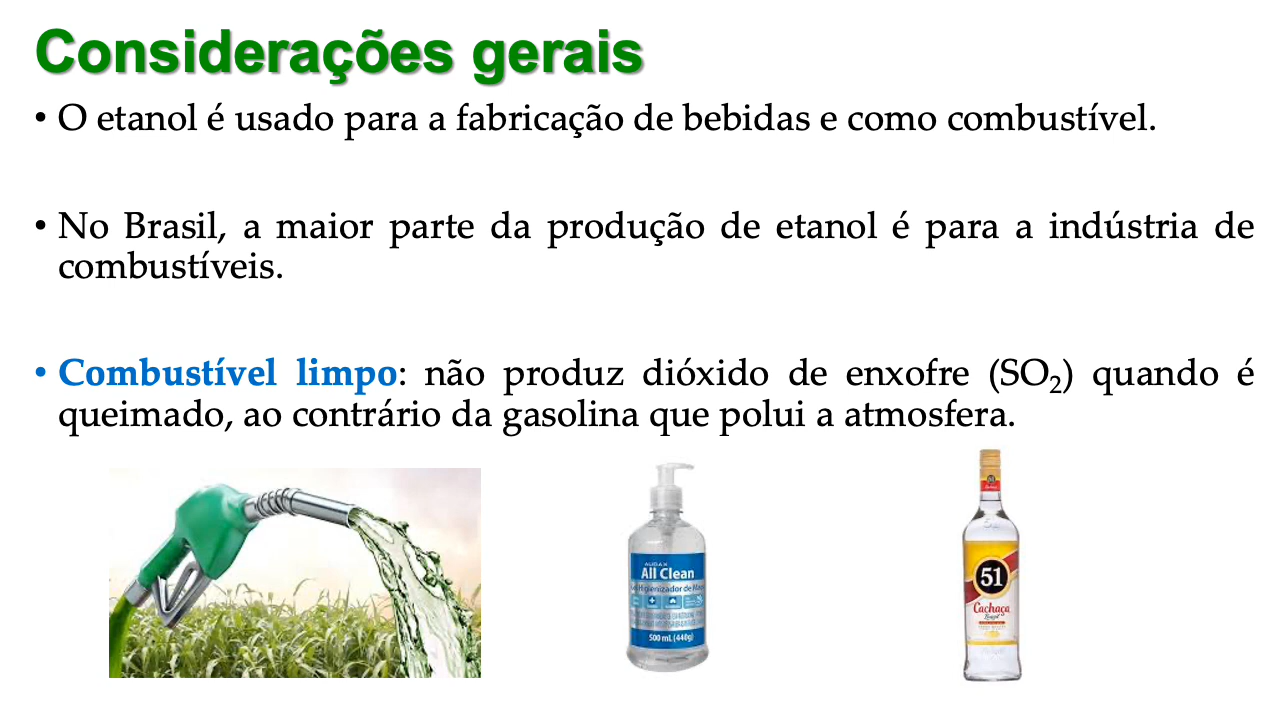 Considerações gerais
• O etanol é usado para a fabricação de bebidas e como combustível.
• No Brasil, a maior parte da produção de etanol é para a indústria de
combustíveis.
• Combustível limpo: não produz dióxido de enxofre (SO₂) quando é
queimado, ao contrário da gasolina que polui a atmosfera.
All Clean
Higienizador de
500 mL (440g)
51
Cachaça